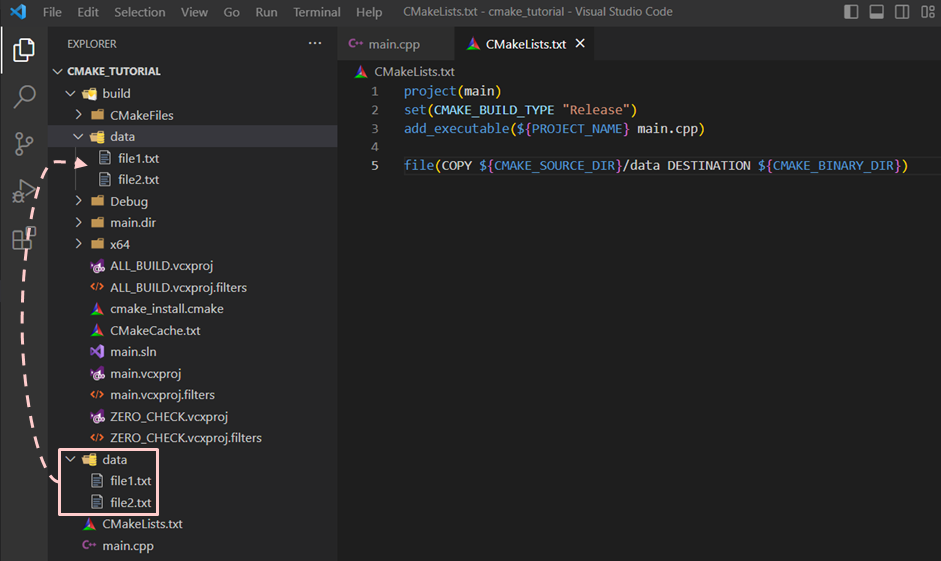 File Edit Selection View Go Run Terminal Help CMakeLists.txt - cmake_tutorial - Visual Studio Code
EXPLORER ···
CMAKE_TUTORIAL
build
CMakeFiles
data
file1.txt
file2.txt
Debug
main.dir
x64
ALL_BUILD.vcxproj
ALL_BUILD.vcxproj.filters
cmake_install.cmake
CMakeCache.txt
main.sln
main.vcxproj
main.vcxproj.filters
ZERO_CHECK.vcxproj
ZERO_CHECK.vcxproj.filters
data
file1.txt
file2.txt
CMakeLists.txt
main.cpp
main.cpp CMakeLists.txt
CMakeLists.txt
1 project(main)
2 set(CMAKE_BUILD_TYPE "Release")
3 add_executable(${PROJECT_NAME} main.cpp)
4
5 file(COPY ${CMAKE_SOURCE_DIR}/data DESTINATION ${CMAKE_BINARY_DIR})